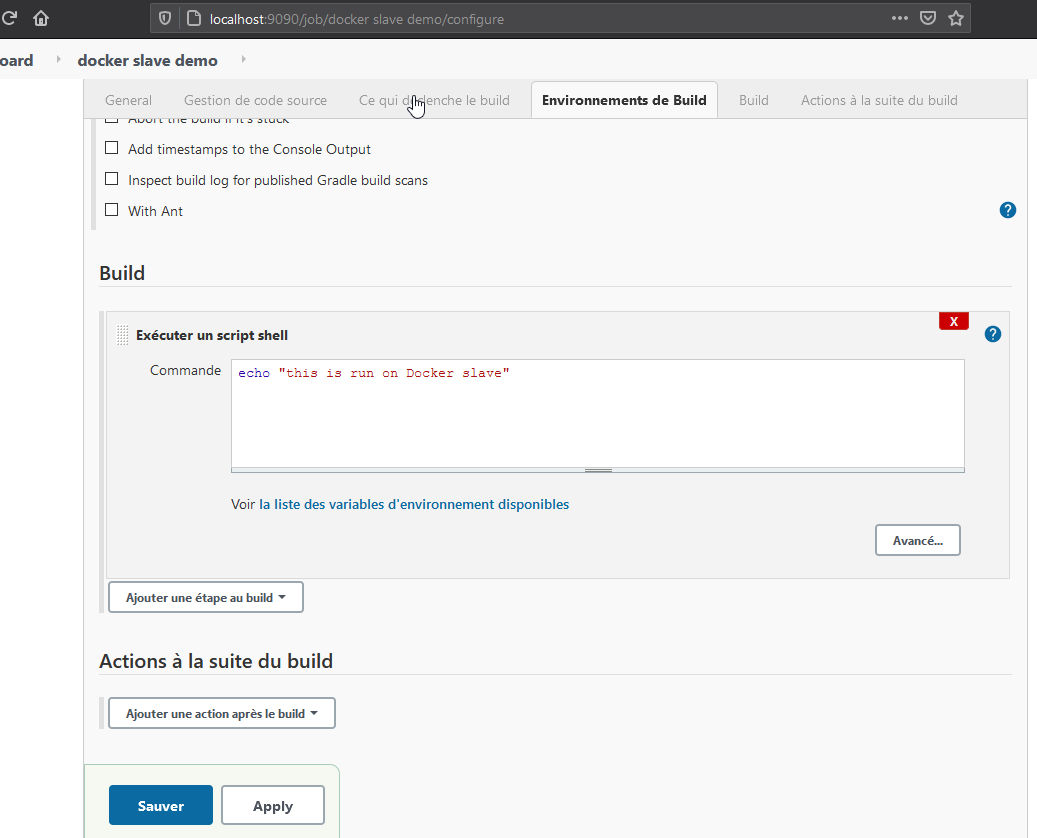 localhost:9090/job/docker slave demo/configure
oard docker slave demo
General Gestion de code source Ce qui d lenche le build Environnements de Build Build Actions à la suite du build
Abort the build if it's stuck
Add timestamps to the Console Output
Inspect build log for published Gradle build scans
With Ant
?
Build
X
Exécuter un script shell
?
Commande
echo "this is run on Docker slave"
Voir la liste des variables d'environnement disponibles
Avancé...
Ajouter une étape au build
Actions à la suite du build
Ajouter une action après le build
Sauver Apply